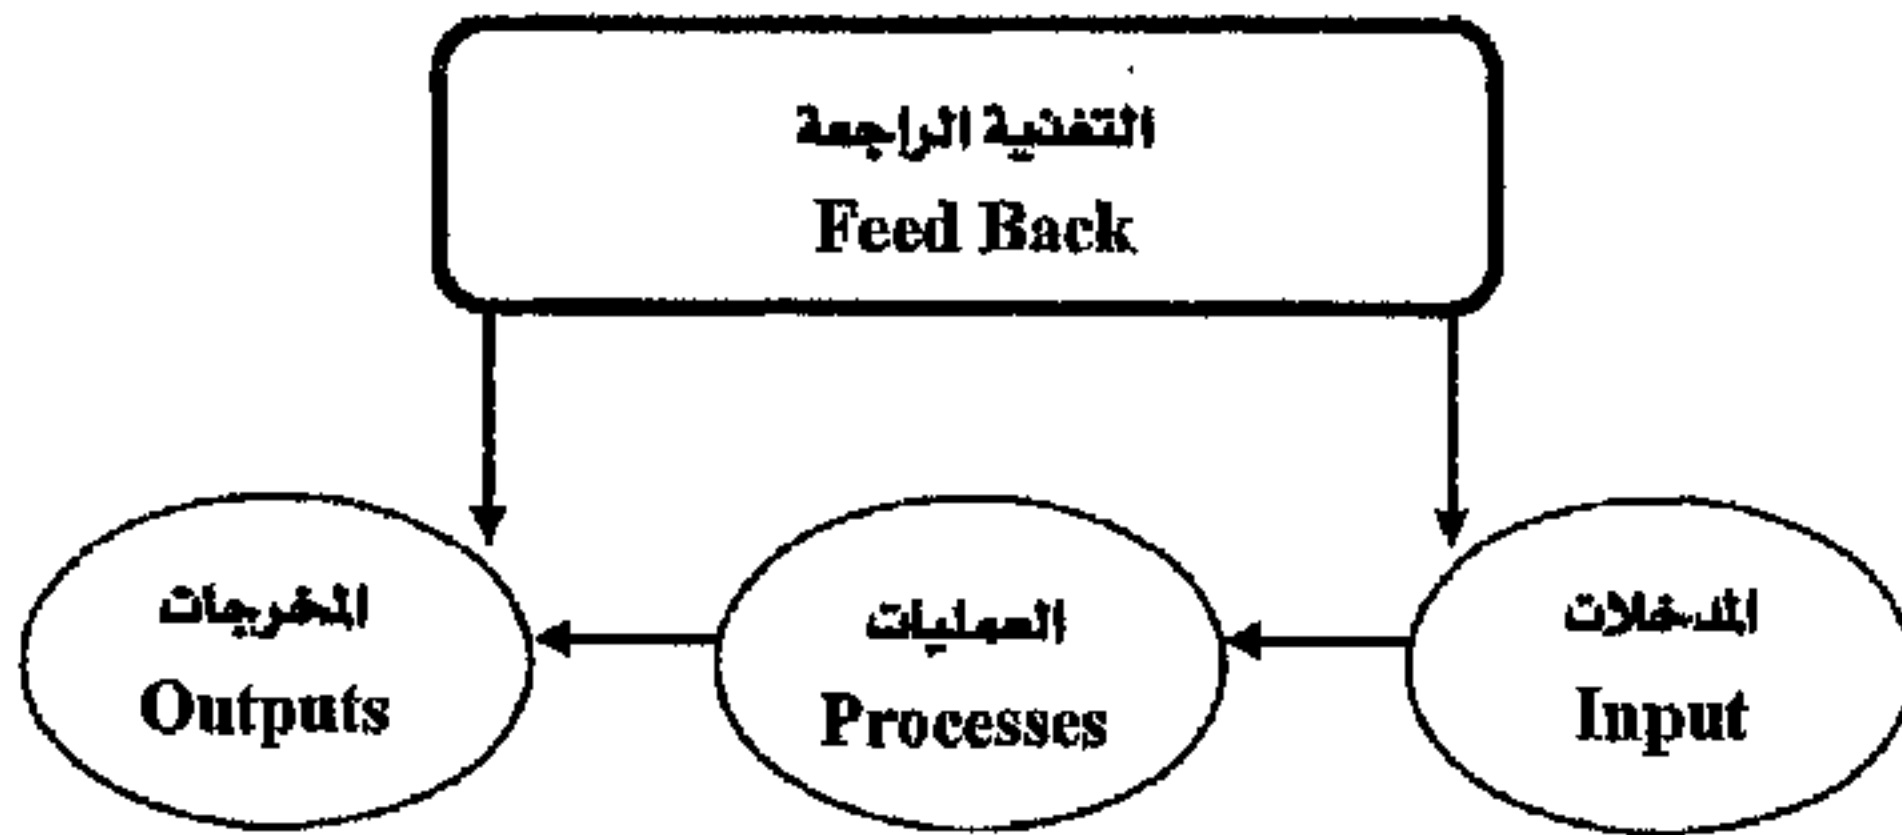 التغذية الراجعة
Feed Back
المدخلات
Input
العمليات
Processes
المخرجات
Outputs